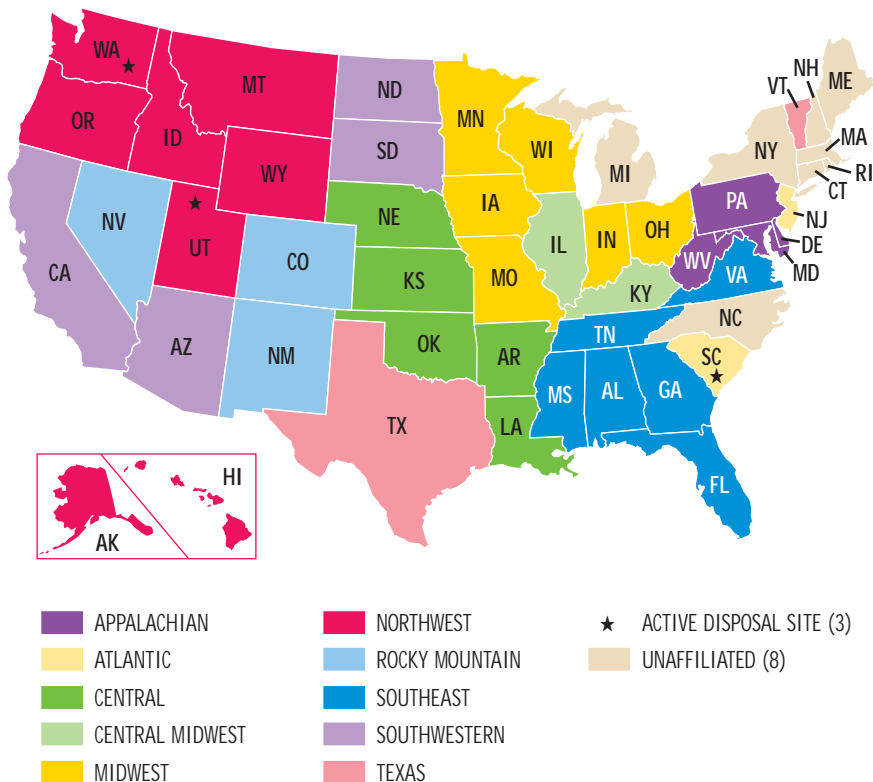 WA
MT
ND
MN
VT
NH
ME
OR
ID
SD
WI
MI
NY
MA
RI
CT
WY
IA
PA
NJ
NV
UT
NE
IL
IN
OH
DE
MD
CA
CO
KS
MO
WV
VA
KY
AZ
NM
OK
AR
TN
NC
SC
TX
LA
MS
AL
GA
FL
AK
HI
APPALACHIAN
ATLANTIC
CENTRAL
CENTRAL MIDWEST
MIDWEST
NORTHWEST
ROCKY MOUNTAIN
SOUTHEAST
SOUTHWESTERN
TEXAS
★ ACTIVE DISPOSAL SITE (3)
UNAFFILIATED (8)